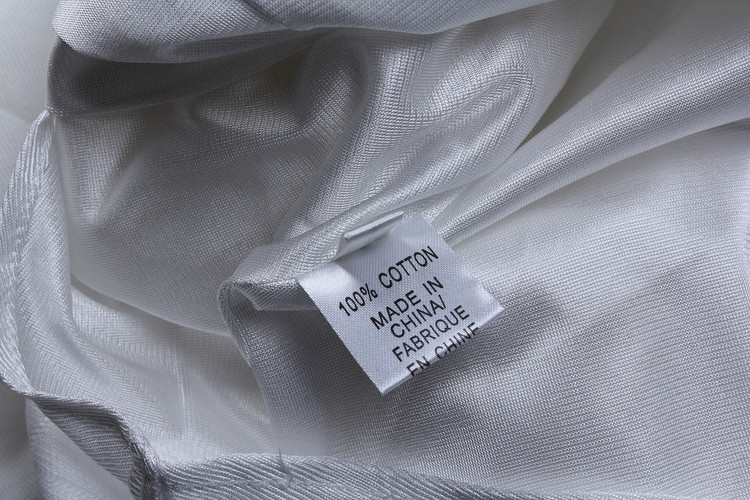 100% COTTON
MADE IN
CHINA/
FABRIQUE
EN CHINE